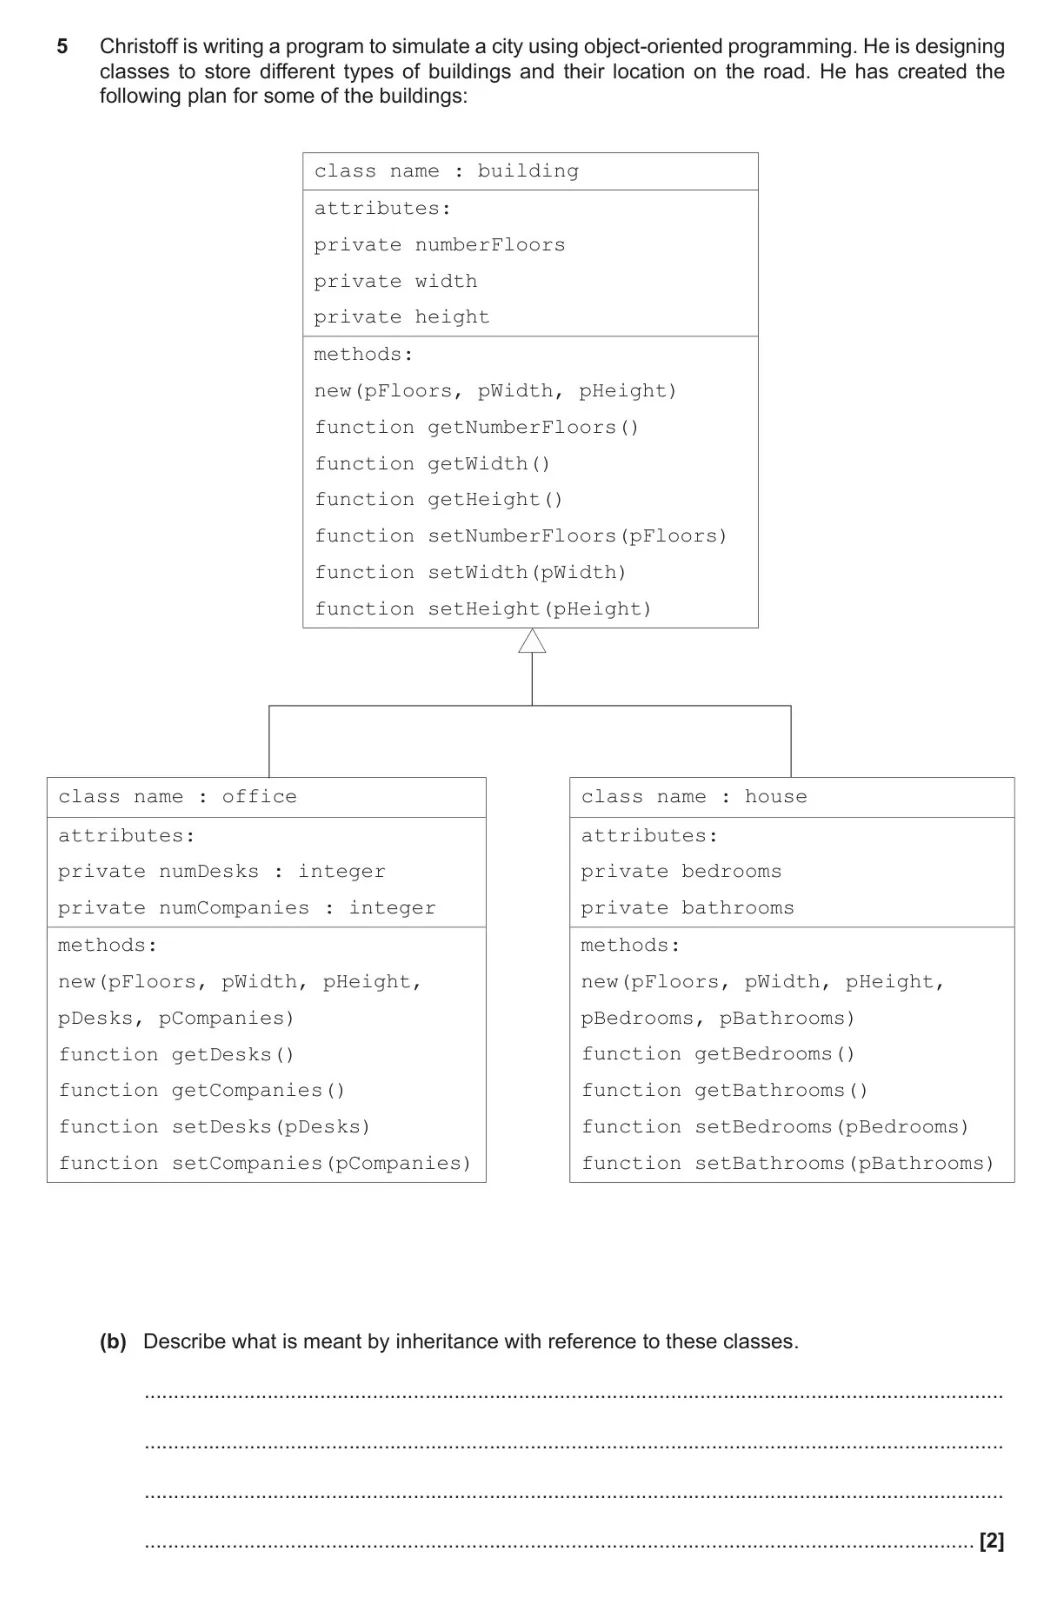 5 Christoff is writing a program to simulate a city using object-oriented programming. He is designing
classes to store different types of buildings and their location on the road. He has created the
following plan for some of the buildings:
class name : building
attributes:
private numberFloors
private width
private height
methods:
new(pFloors, pWidth, pHeight)
function getNumberFloors()
function getWidth()
function getHeight()
function setNumberFloors(pFloors)
function setWidth(pWidth)
function setHeight(pHeight)
class name : office
attributes:
private numDesks : integer
private numCompanies : integer
methods:
new(pFloors, pWidth, pHeight,
pDesks, pCompanies)
function getDesks()
function getCompanies()
function setDesks(pDesks)
function setCompanies(pCompanies)
class name : house
attributes:
private bedrooms
private bathrooms
methods:
new(pFloors, pWidth, pHeight,
pBedrooms, pBathrooms)
function getBedrooms()
function getBathrooms()
function setBedrooms(pBedrooms)
function setBathrooms(pBathrooms)
(b) Describe what is meant by inheritance with reference to these classes.
[2]